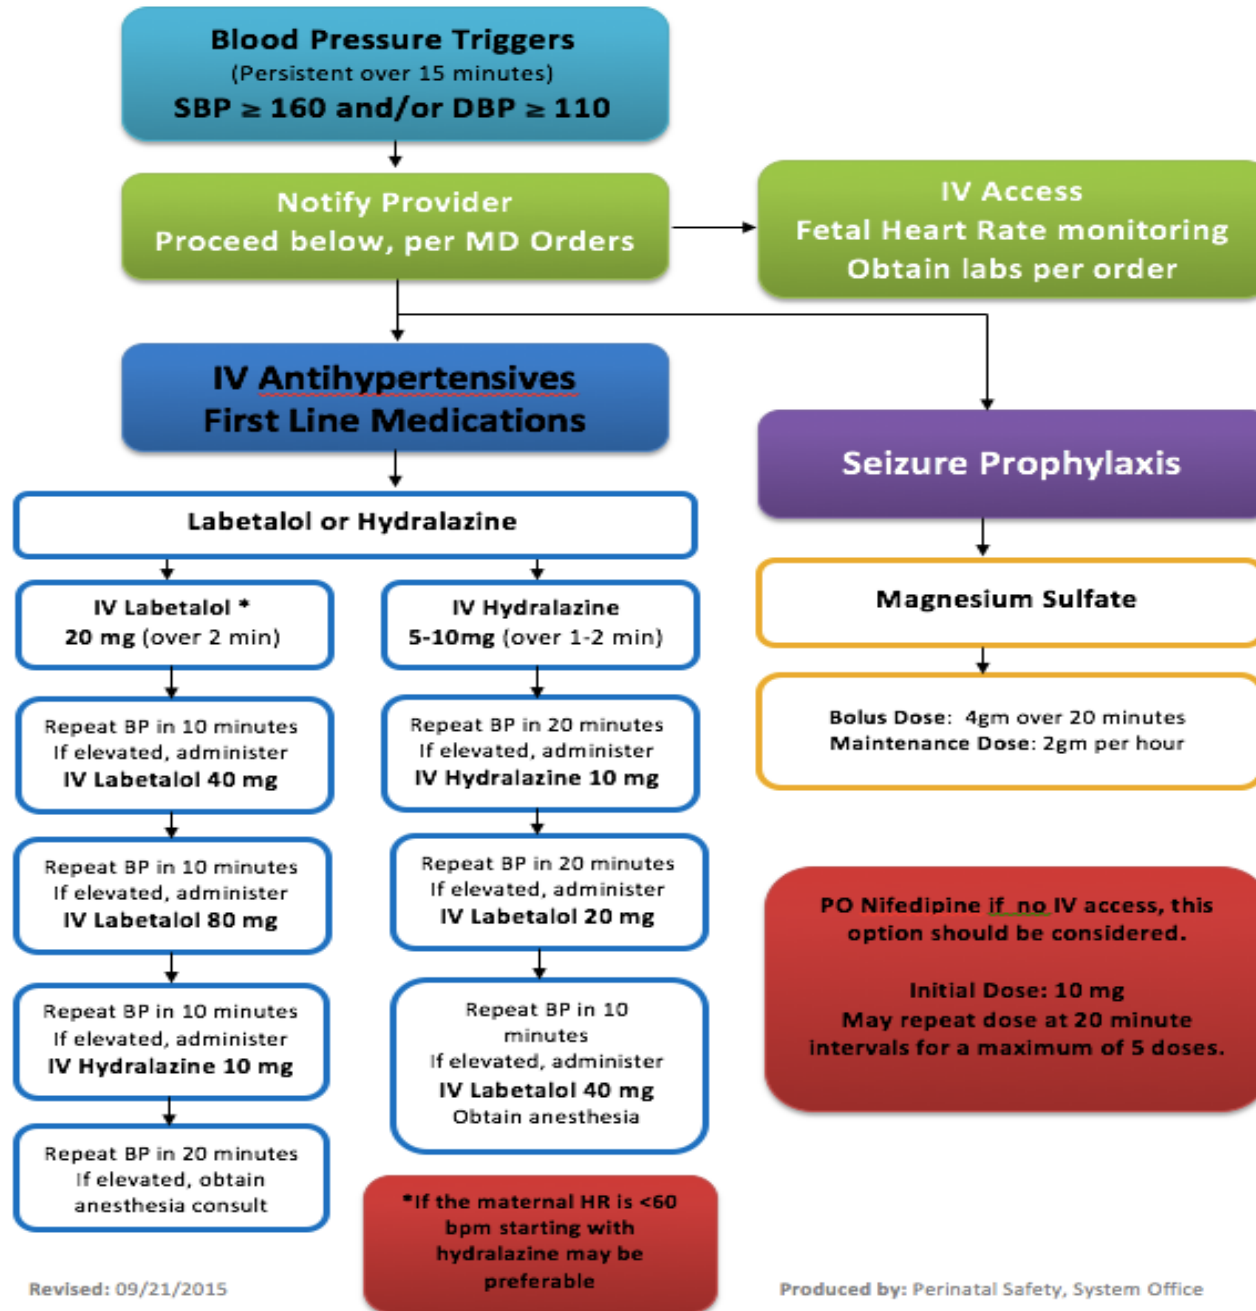 Blood Pressure Triggers
(Persistent over 15 minutes)
SBP ≥ 160 and/or DBP ≥ 110
Notify Provider
Proceed below, per MD Orders
IV Access
Fetal Heart Rate monitoring
Obtain labs per order
IV Antihypertensives
First Line Medications
Seizure Prophylaxis
Labetalol or Hydralazine
IV Labetalol *
20 mg (over 2 min)
Repeat BP in 10 minutes
If elevated, administer
IV Labetalol 40 mg
Repeat BP in 10 minutes
If elevated, administer
IV Labetalol 80 mg
Repeat BP in 10 minutes
If elevated, administer
IV Hydralazine 10 mg
Repeat BP in 20 minutes
If elevated, obtain
anesthesia consult
IV Hydralazine
5-10mg (over 1-2 min)
Repeat BP in 20 minutes
If elevated, administer
IV Hydralazine 10 mg
Repeat BP in 20 minutes
If elevated, administer
IV Labetalol 20 mg
Repeat BP in 10
minutes
If elevated, administer
IV Labetalol 40 mg
Obtain anesthesia
*If the maternal HR is <60
bpm starting with
hydralazine may be
preferable
Magnesium Sulfate
Bolus Dose: 4gm over 20 minutes
Maintenance Dose: 2gm per hour
PO Nifedipine if no IV access, this
option should be considered.
Initial Dose: 10 mg
May repeat dose at 20 minute
intervals for a maximum of 5 doses.
Revised: 09/21/2015
Produced by: Perinatal Safety, System Office